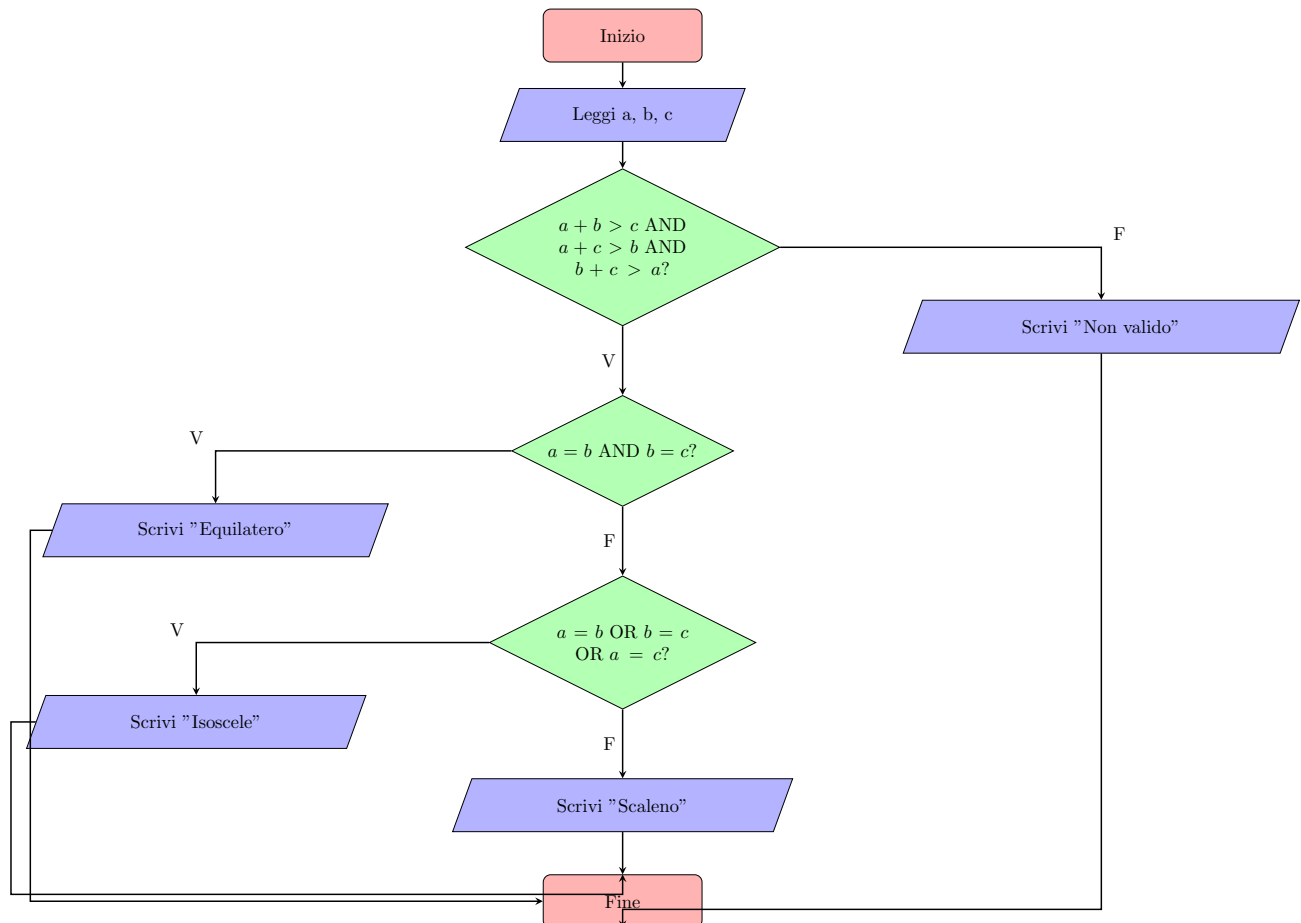 Inizio
Leggi a, b, c
a + b > c AND
a + c > b AND
b + c > a?
F
Scrivi "Non valido"
V
a = b AND b = c?
V
Scrivi "Equilatero"
F
a = b OR b = c
OR a = c?
V
Scrivi "Isoscele"
F
Scrivi "Scaleno"
Fine